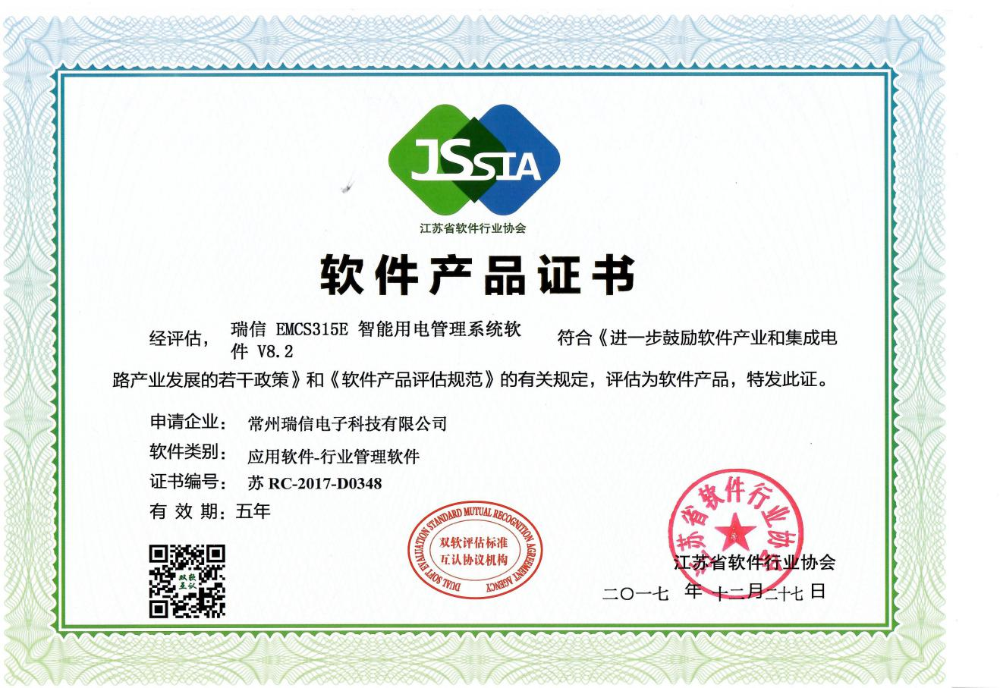 JSSIA
江苏省软件行业协会
软件产品证书
经评估，瑞信 EMCS315E 智能用电管理系统软
件 V8.2
符合《进一步鼓励软件产业和集成电
路产业发展的若干政策》和《软件产品评估规范》的有关规定，评估为软件产品，特发此证。
申请企业：常州瑞信电子科技有限公司
软件类别：应用软件-行业管理软件
证书编号：苏 RC-2017-D0348
有 效 期：五年
双软
互认
DUAL SOFT EVALUATION STANDARD MUTUAL RECOGNITION AGREEMENT AGENCY
双软评估标准
互认协议机构
江苏省软件行业协会
江苏省软件行业协会
二〇一七 年 十二月二十七日